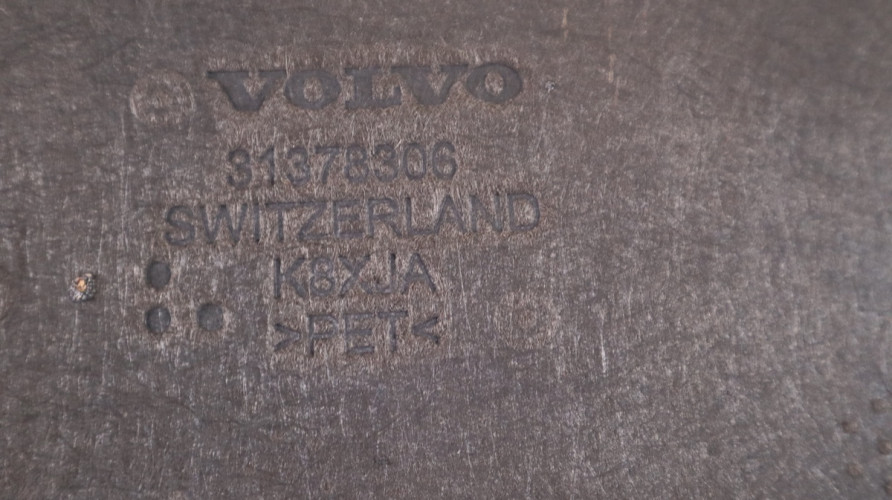 VOLVO
31378306
SWITZERLAND
K8XJA
>PET<